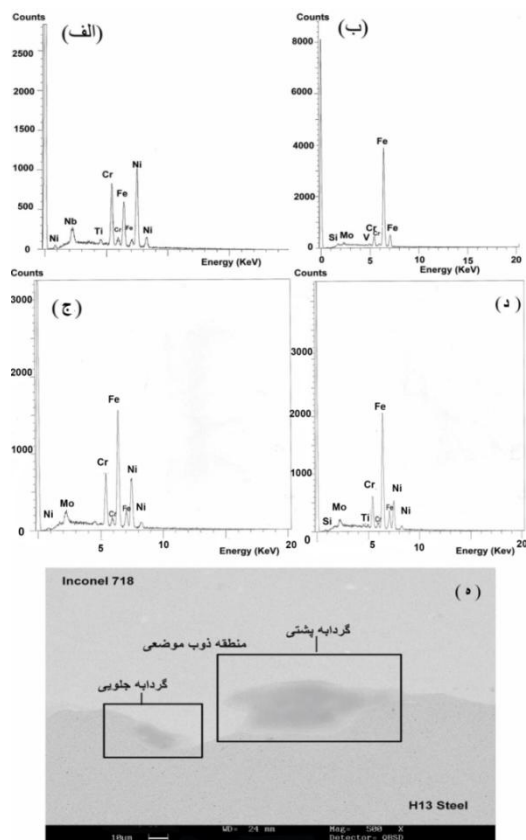 Counts
(الف)
2500
2000
1500
1000
500
0
Ni
Nb
Ti
Cr
Cr
Fe
Fe
Ni
Ni
Energy (KeV)
Counts
(ب)
8000
6000
4000
2000
0
Si
Mo
V
Cr
Cr
Fe
Fe
0
5
10
15
20
Energy (KeV)
Counts
(ج)
3000
2000
1000
0
Ni
Mo
Cr
Cr
Fe
Fe
Ni
Ni
5
10
20
Energy (KeV)
Counts
(د)
3000
2000
1000
0
Si
Mo
Ti
Cr
Cr
Fe
Fe
Ni
Ni
5
10
20
Energy (Kev)
Inconel 718
(ه)
گردابه پشتی
منطقه ذوب موضعی
گردابه جلویی
H13 Steel
10µm
WD= 24 mm
Mag= 500 X
Detector= QBSD